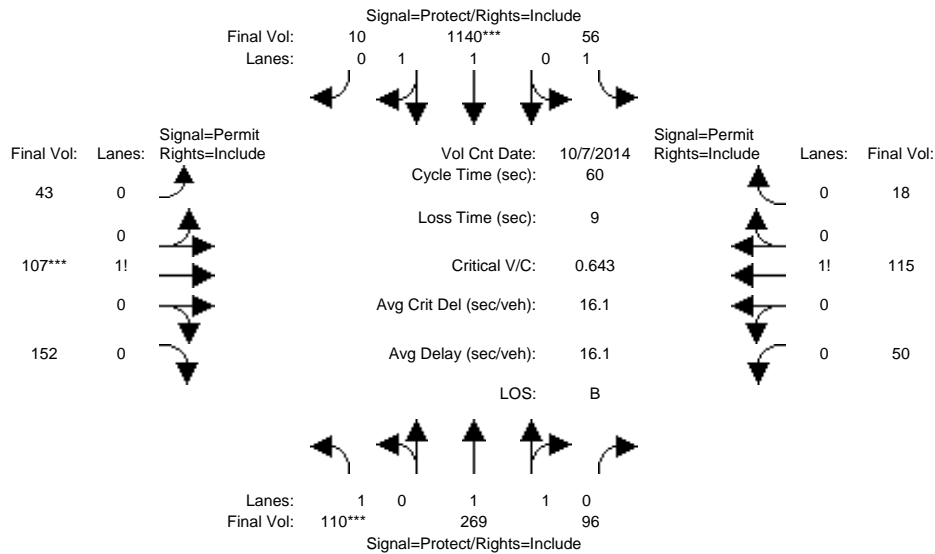 Signal=Protect/Rights=Include
Final Vol: 10 1140*** 56
Lanes: 0 1 1 0 1
Signal=Permit Signal=Permit
Final Vol: Lanes: Rights=Include Vol Cnt Date: 10/7/2014 Rights=Include Lanes: Final Vol:
Cycle Time (sec): 60
43 0 0 18
Loss Time (sec): 9
0 0
107*** 1! Critical V/C: 0.643 1! 115
0 Avg Crit Del (sec/veh): 16.1 0
152 0 Avg Delay (sec/veh): 16.1 0 50
LOS: B
Lanes: 1 0 1 1 0
Final Vol: 110*** 269 96
Signal=Protect/Rights=Include